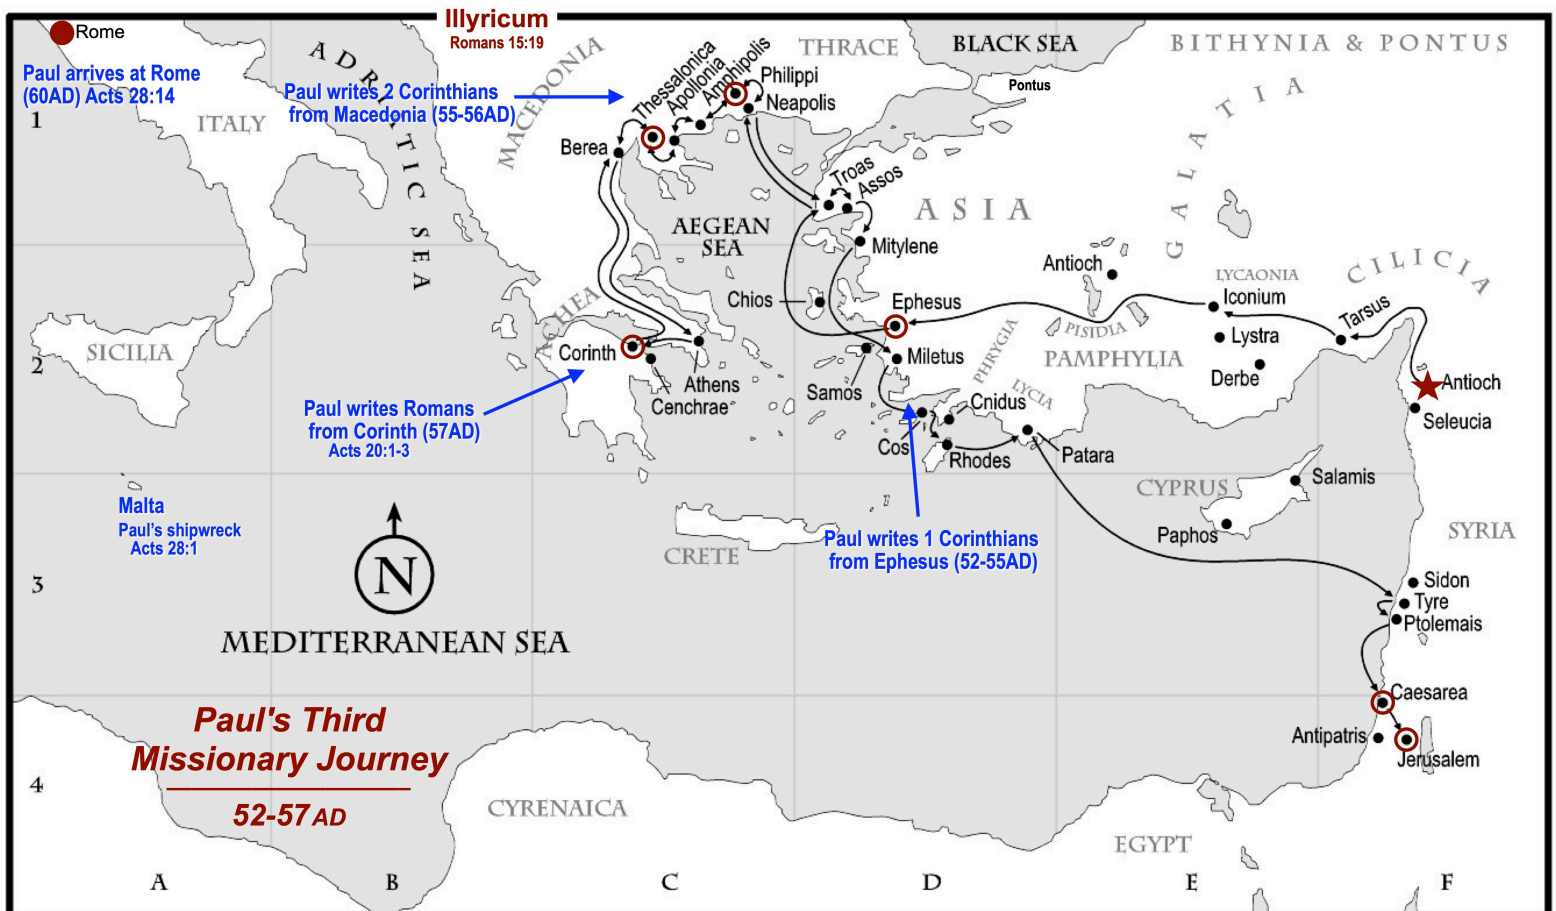 Illyricum
Romans 15:19
Rome
Paul arrives at Rome
(60AD) Acts 28:14
ADRIATIC SEA
ITALY
Paul writes 2 Corinthians
from Macedonia (55-56AD)
MACEDONIA
Thessalonica
Apollonia
Amphipolis
Philippi
Neapolis
Berea
THRACE
BLACK SEA
Pontus
BITHYNIA & PONTUS
GALATIA
1
Troas
Assos
ASIA
AEGEAN
SEA
Mitylene
Antioch
LYCAONIA
CILICIA
Chios
Ephesus
Iconium
Tarsus
ACHEA
SICILIA
Corinth
Athens
Cenchrae
Samos
Miletus
PHRYGIA
PISIDIA
PAMPHYLIA
Lystra
Derbe
Antioch
Seleucia
2
Paul writes Romans
from Corinth (57AD)
Acts 20:1-3
LYCIA
Cnidus
Cos
Rhodes
Patara
Malta
Paul's shipwreck
Acts 28:1
N
CRETE
Paul writes 1 Corinthians
from Ephesus (52-55AD)
CYPRUS
Salamis
Paphos
SYRIA
3
Sidon
Tyre
Ptolemais
MEDITERRANEAN SEA
Paul's Third
Missionary Journey
52-57 AD
Caesarea
Antipatris
Jerusalem
4
CYRENAICA
EGYPT
A B C D E F